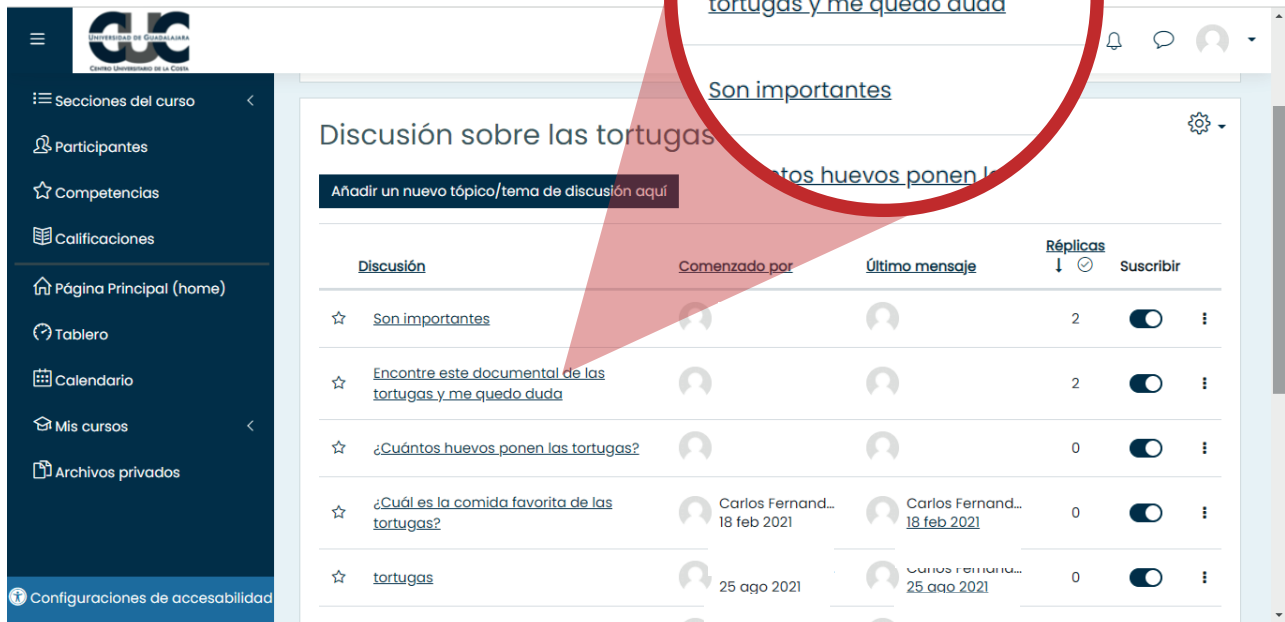 tortugas y me quedo duda
UNIVERSIDAD DE GUADALAJARA
CUC
CENTRO UNIVERSITARIO DE LA COSTA
Son importantes
Secciones del curso
Discusión sobre las tortugas
Participantes
huevos ponen
Competencias
Añadir un nuevo tópico/tema de discusión aquí
Calificaciones
Discusión Comenzado por Último mensaje Réplicas Suscribir
Página Principal (home)
Son importantes 2
Tablero
Encontre este documental de las
tortugas y me quedo duda 2
Calendario
Mis cursos
¿Cuántos huevos ponen las tortugas? 0
Archivos privados
¿Cuál es la comida favorita de las
tortugas? Carlos Fernand... Carlos Fernand... 0
18 feb 2021 18 feb 2021
tortugas Carlos Fernand... 0
25 ago 2021 25 ago 2021
Configuraciones de accesabilidad